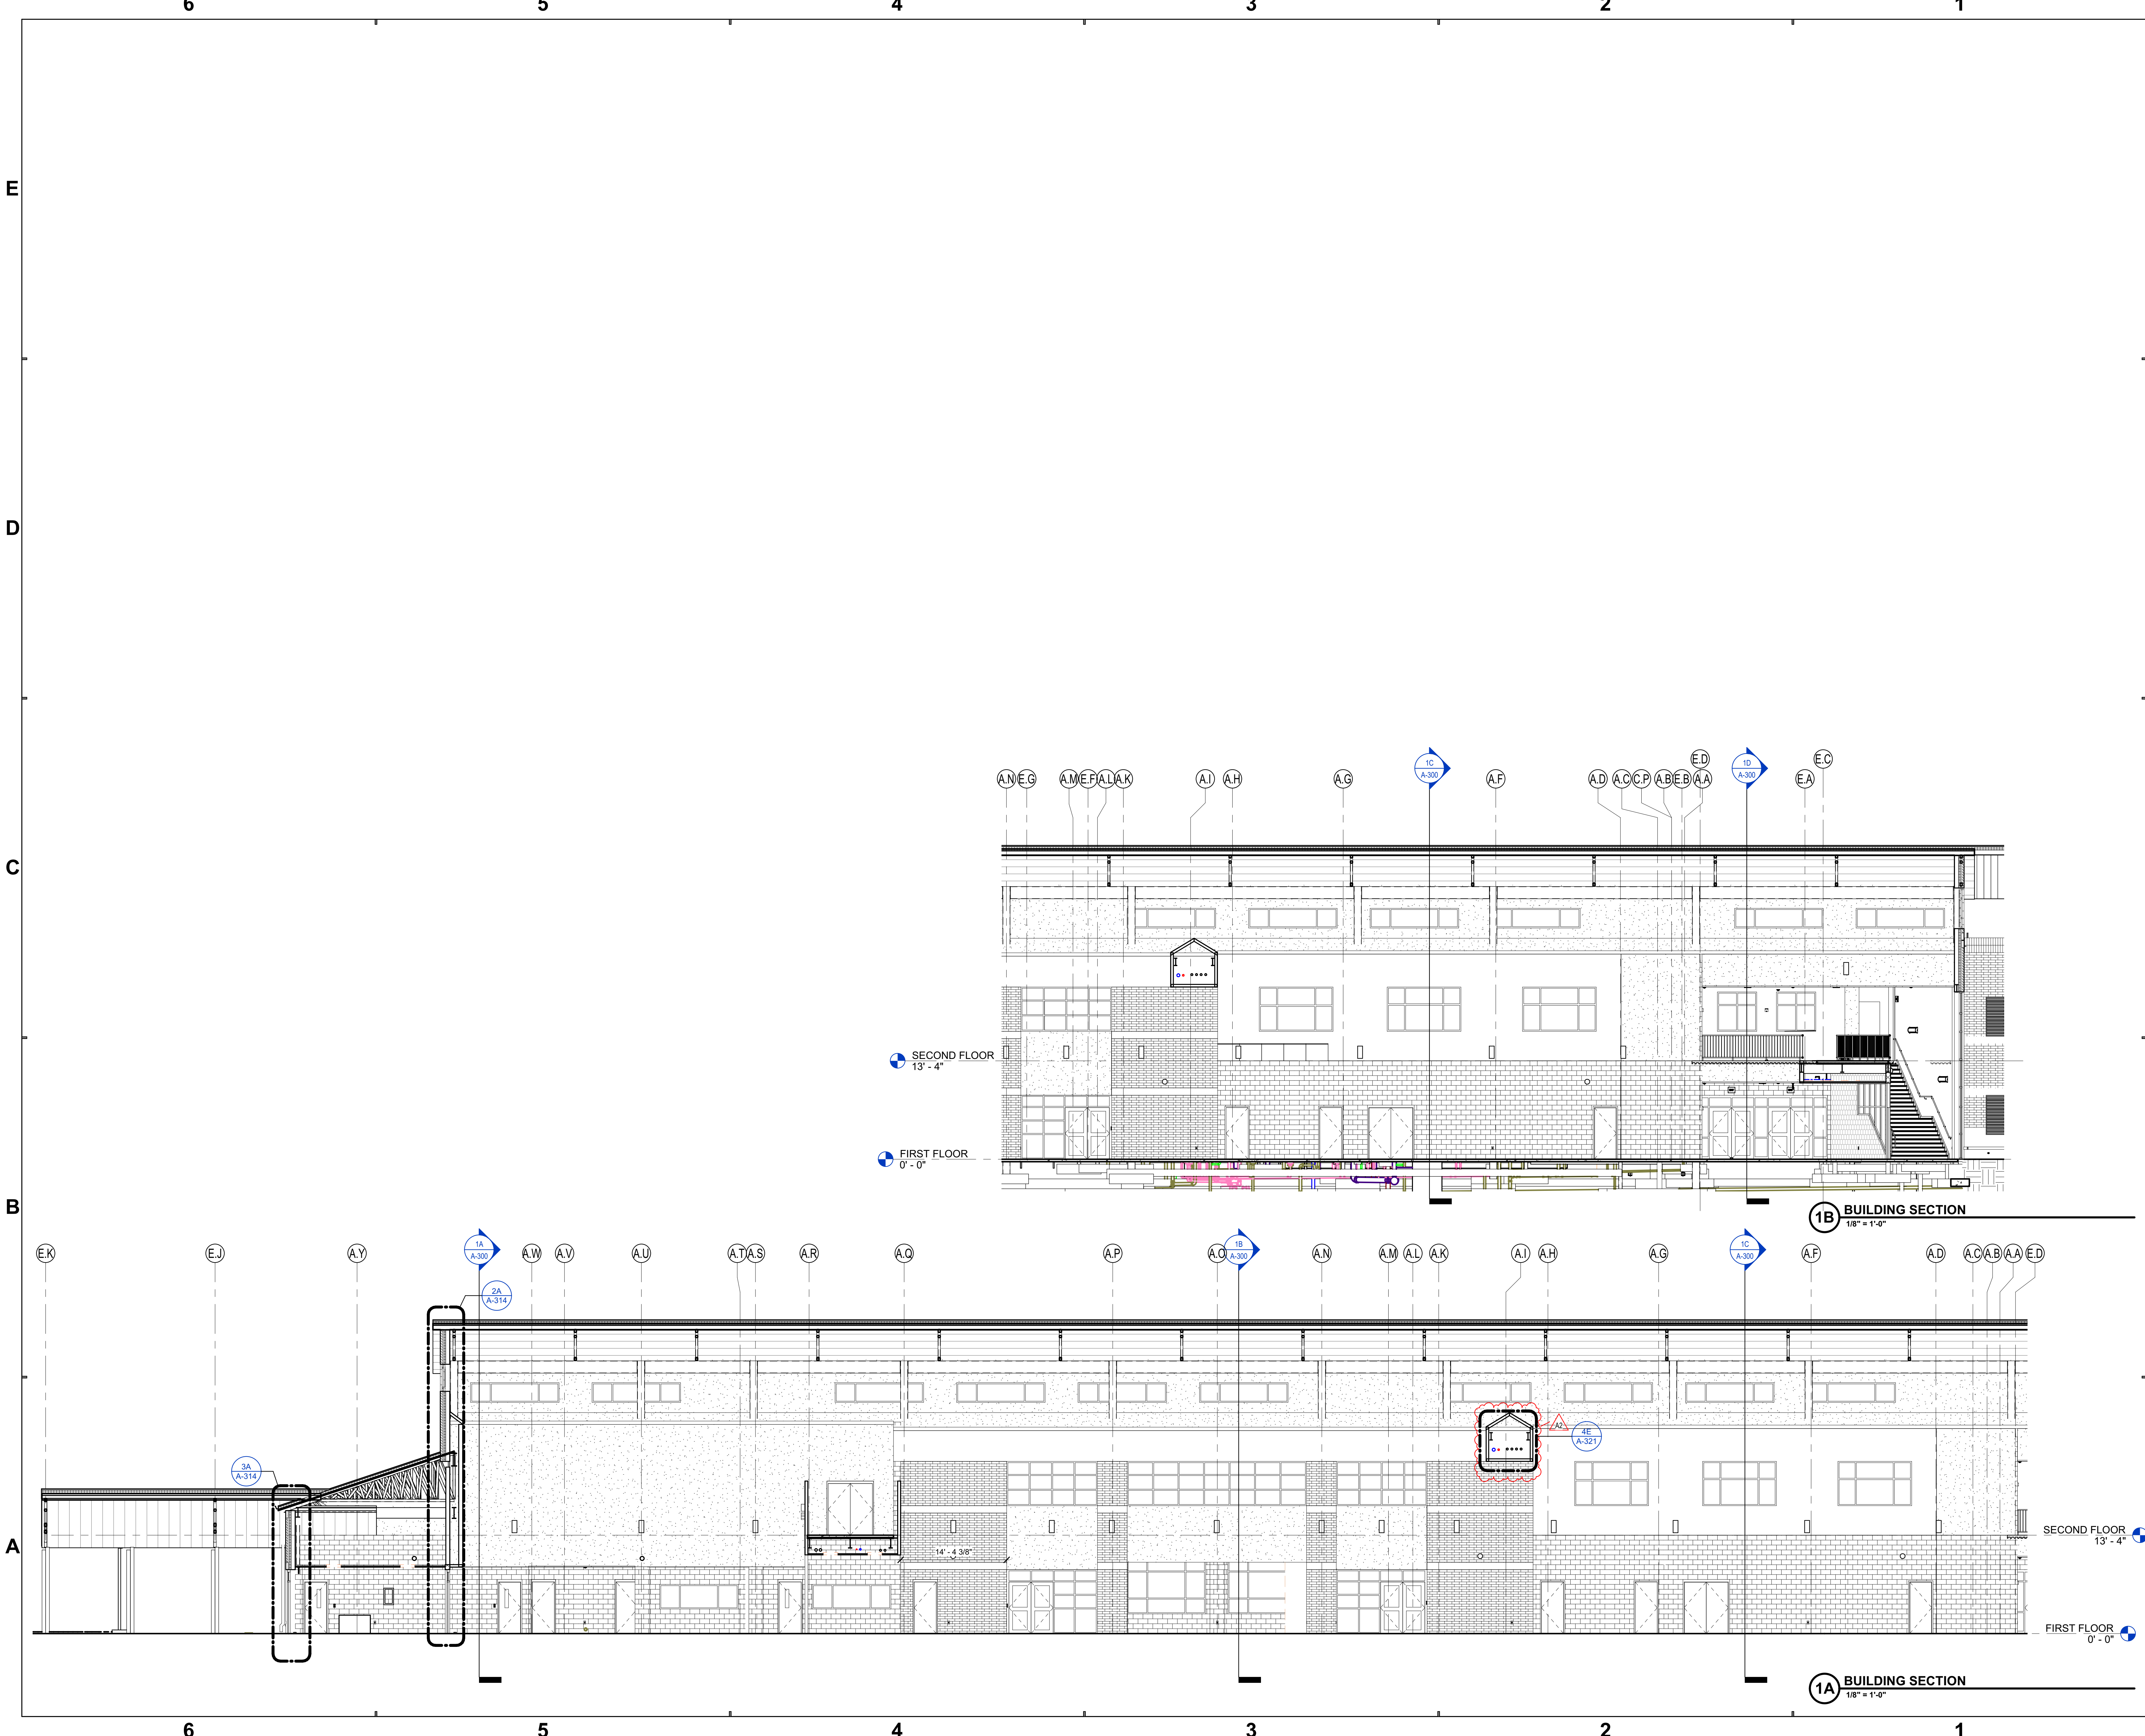 6 5 4 3 2 1
E
D
C
B
A
A.N E.G A.M E.F A.L A.K A.I A.H A.G 1C A-300 A.F A.D A.C C.P A.B E.B E.D A.A 1D A-300 E.A E.C
SECOND FLOOR
13' - 4"
FIRST FLOOR
0' - 0"
1B BUILDING SECTION
1/8" = 1'-0"
E.K E.J A.Y 1A A-300 A.W A.V A.U A.T A.S A.R A.Q A.P A.O 1B A-300 A.N A.M A.L A.K A.I A.H A.G 1C A-300 A.F A.D A.C A.B A.A E.D
2A
A-314
3A
A-314
A2
4E
A-321
14' - 4 3/8"
SECOND FLOOR
13' - 4"
FIRST FLOOR
0' - 0"
1A BUILDING SECTION
1/8" = 1'-0"
6 5 4 3 2 1